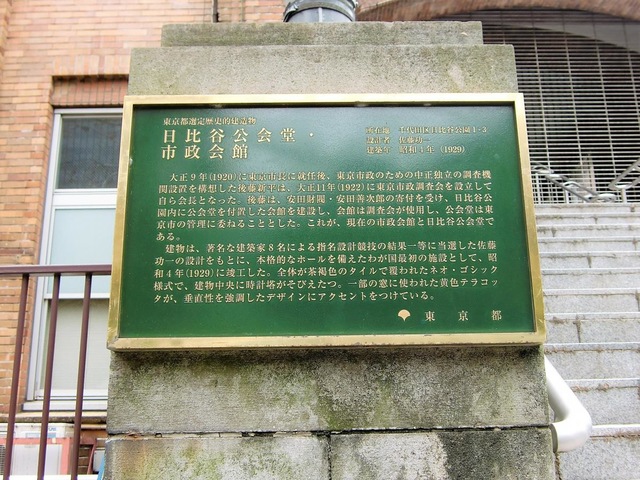 東京都選定歴史的建造物
日比谷公会堂・
市政会館
所在地 千代田区日比谷公園1-3
設計者 佐藤功一
建築年 昭和4年(1929)
大正9年(1920)に東京市長に就任後、東京市政のための中正独立の調査機
関設置を構想した後藤新平は、大正11年(1922)に東京市政調査会を設立して
自ら会長となった。後藤は、安田財閥・安田善次郎の寄付を受け、日比谷公
園内に公会堂を付置した会館を建設し、会館は調査会が使用し、公会堂は東
京市の管理に委ねることとした。これが、現在の市政会館と日比谷公会堂で
ある。
建物は、著名な建築家8名による指名設計競技の結果一等に当選した佐藤
功一の設計をもとに、本格的なホールを備えたわが国最初の施設として、昭
和4年(1929)に竣工した。全体が茶褐色のタイルで覆われたネオ・ゴシック
様式で、建物中央に時計塔がそびえたつ。一部の窓に使われた黄色テラコッ
タが、垂直性を強調したデザインにアクセントをつけている。
東京都